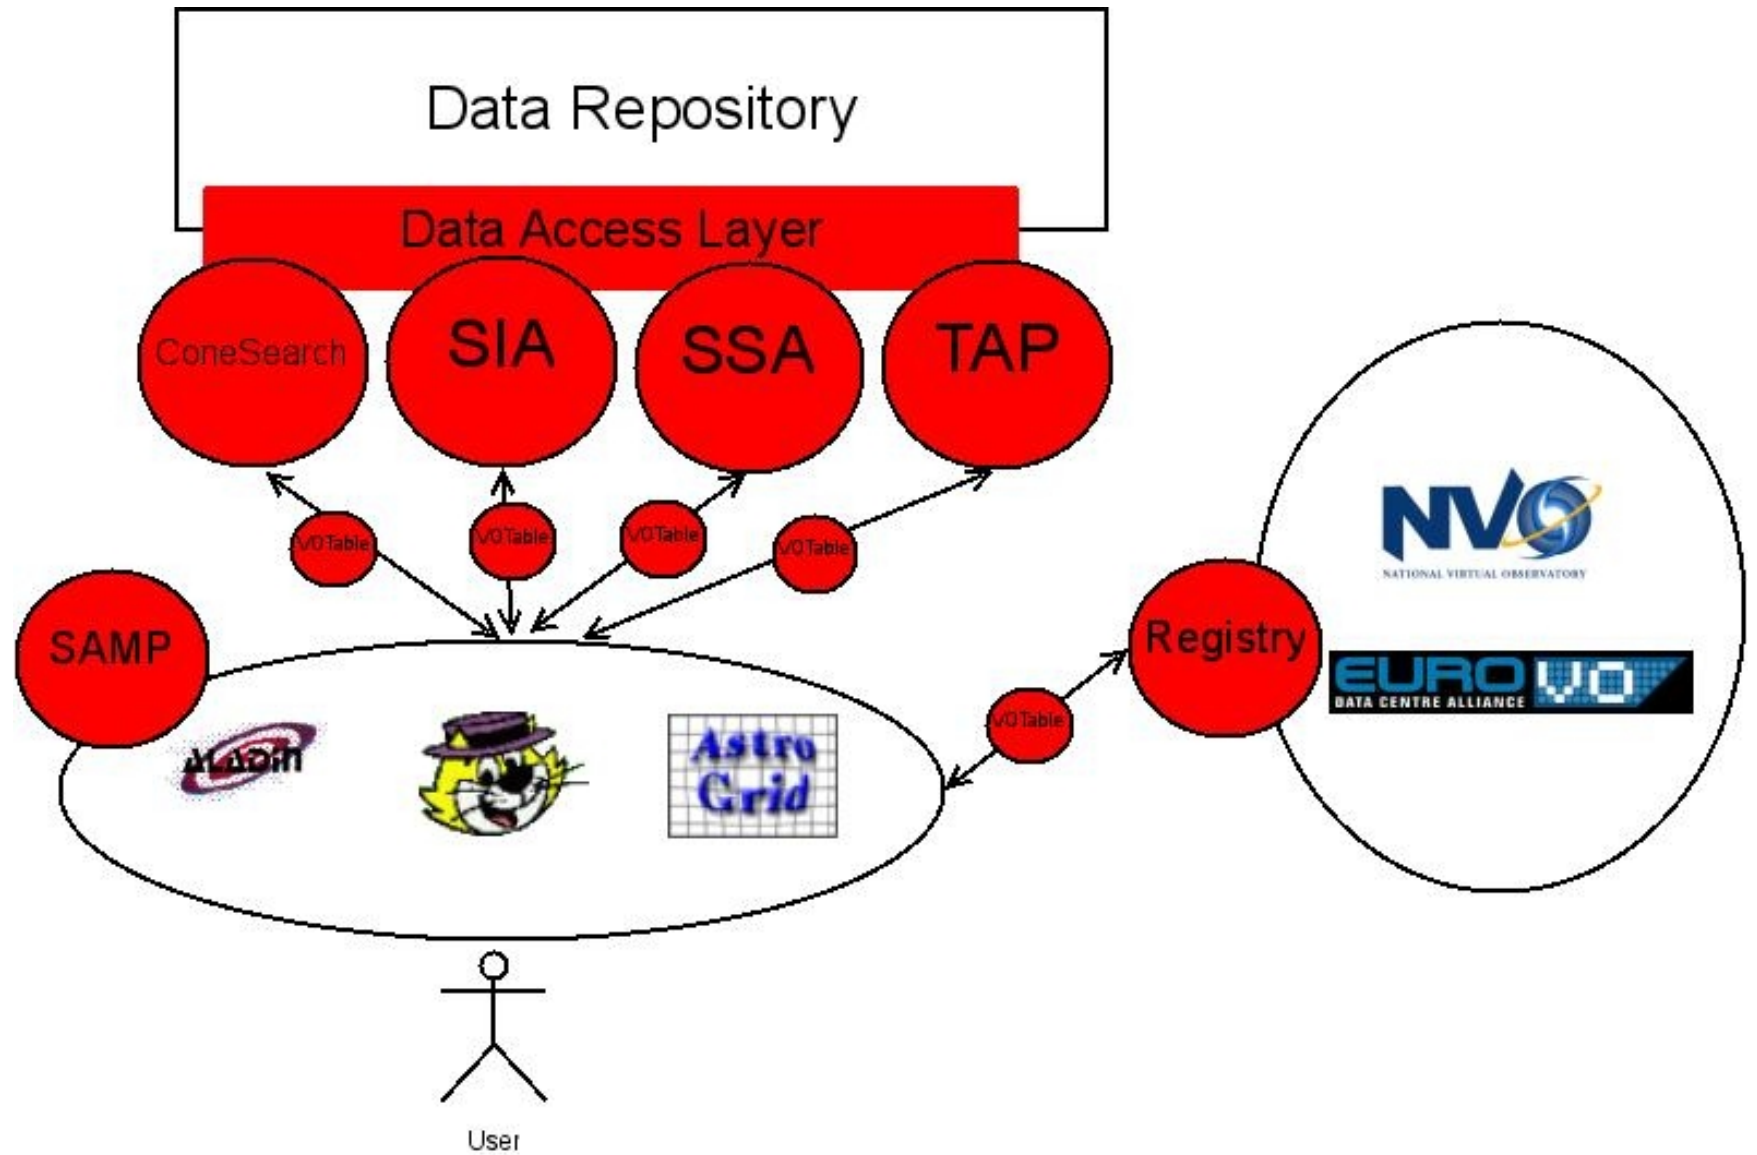 Data Repository
Data Access Layer
ConeSearch
SIA
SSA
TAP
VOTable
VOTable
VOTable
VOTable
SAMP
Registry
VOTable
NVO
NATIONAL VIRTUAL OBSERVATORY
EURO VO
DATA CENTRE ALLIANCE
ALADIN
Astro
Grid
User